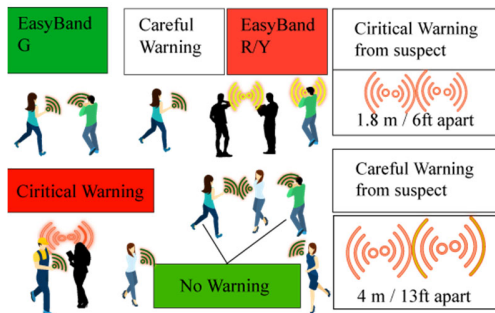 EasyBand
G
Careful
Warning
EasyBand
R/Y
Ciritical Warning
from suspect
1.8 m / 6ft apart
Ciritical Warning
Careful Warning
from suspect
No Warning
4 m / 13ft apart